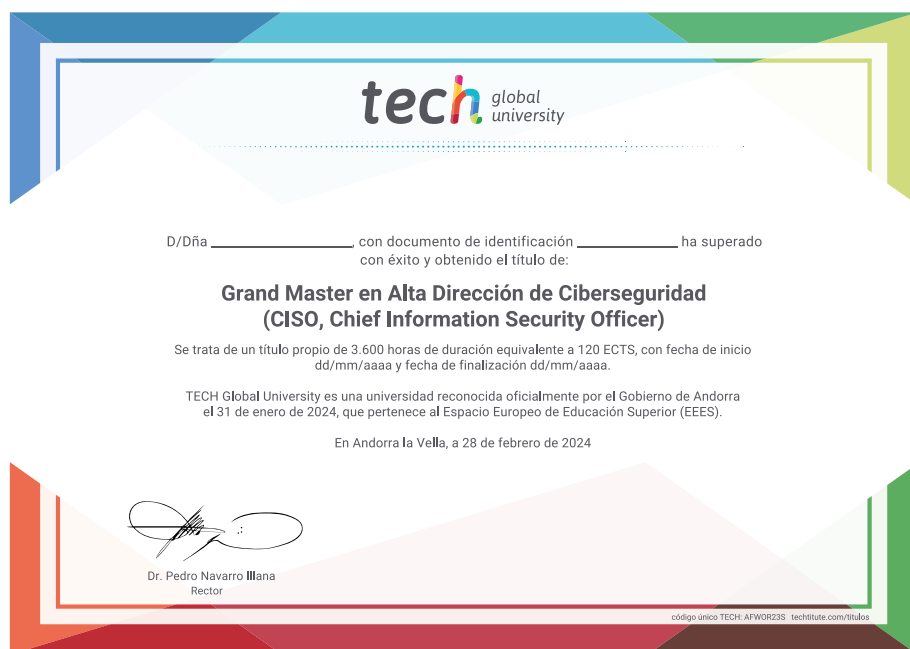 tech global university
D/Dña ____________________, con documento de identificación ______________ ha superado
con éxito y obtenido el título de:
Grand Master en Alta Dirección de Ciberseguridad
(CISO, Chief Information Security Officer)
Se trata de un título propio de 3.600 horas de duración equivalente a 120 ECTS, con fecha de inicio
dd/mm/aaaa y fecha de finalización dd/mm/aaaa.
TECH Global University es una universidad reconocida oficialmente por el Gobierno de Andorra
el 31 de enero de 2024, que pertenece al Espacio Europeo de Educación Superior (EEES).
En Andorra la Vella, a 28 de febrero de 2024
Dr. Pedro Navarro Illana
Rector
código único TECH: AFWOR23S techtitute.com/titulos